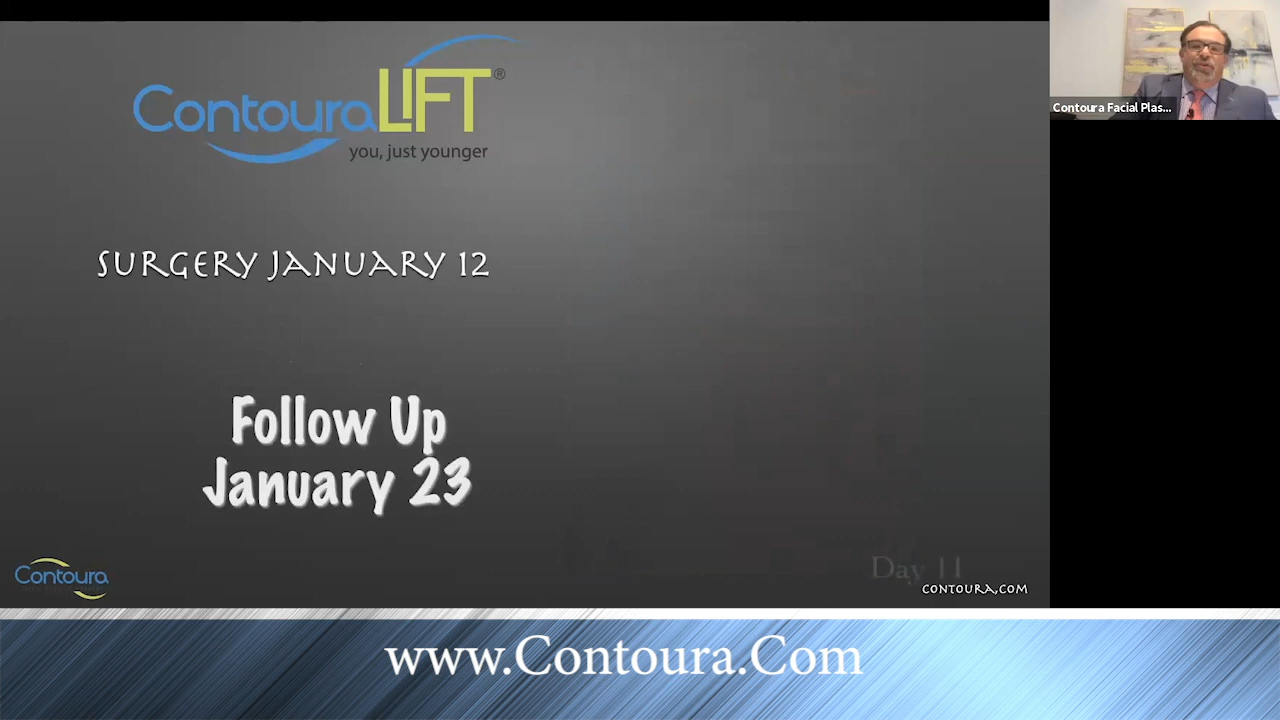 ContouraLIFT®
you, just younger
Contoura Facial Plas...
SURGERY JANUARY 12
Follow Up
January 23
Day 11
Contoura
CONTOURA.COM
www.Contoura.Com